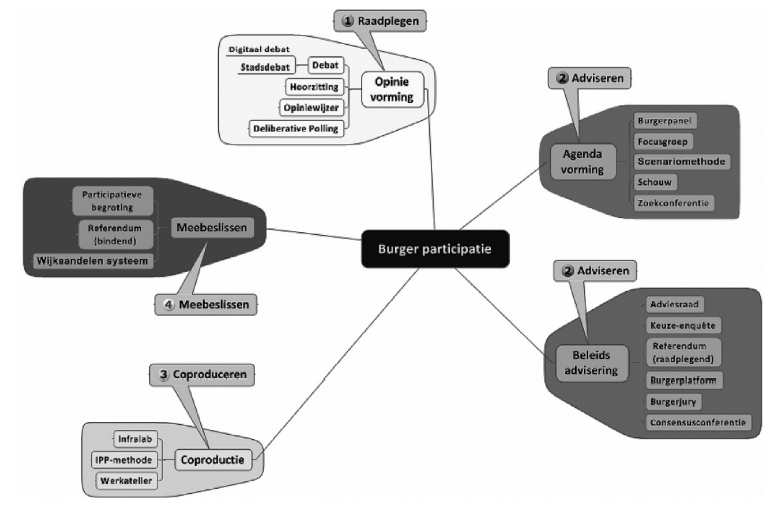 1 Raadplegen
Digitaal debat
Stadsdebat
Debat
Hoorzitting
Opiniewijzer
Deliberative Polling
Opinie
vorming
2 Adviseren
Agenda
vorming
Burgerpanel
Focusgroep
Scenariomethode
Schouw
Zoekconferentie
Participatieve
begroting
Referendum
(bindend)
Wijkaandelen systeem
Meebeslissen
4 Meebeslissen
Burger participatie
2 Adviseren
Beleids
advisering
Adviesraad
Keuze-enquête
Referendum
(raadplegend)
Burgerplatform
Burgerjury
Consensusconferentie
3 Coproduceren
Infralab
IPP-methode
Werkatelier
Coproductie